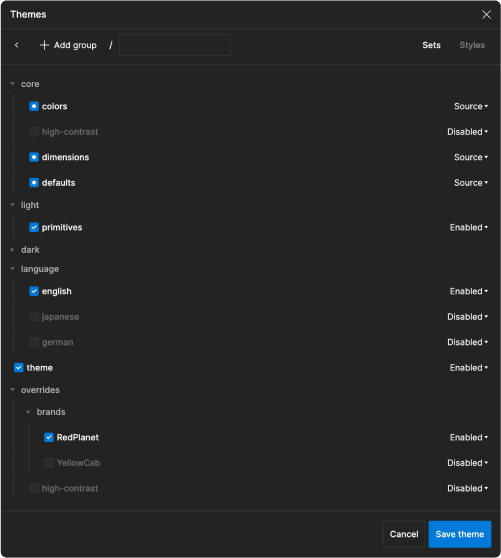 Themes
Add group / Sets Styles
core
colors Source
high-contrast Disabled
dimensions Source
defaults Source
light
primitives Enabled
dark
language
english Enabled
japanese Disabled
german Disabled
theme Enabled
overrides
brands
RedPlanet Enabled
YellowCab Disabled
high-contrast Disabled
Cancel Save theme